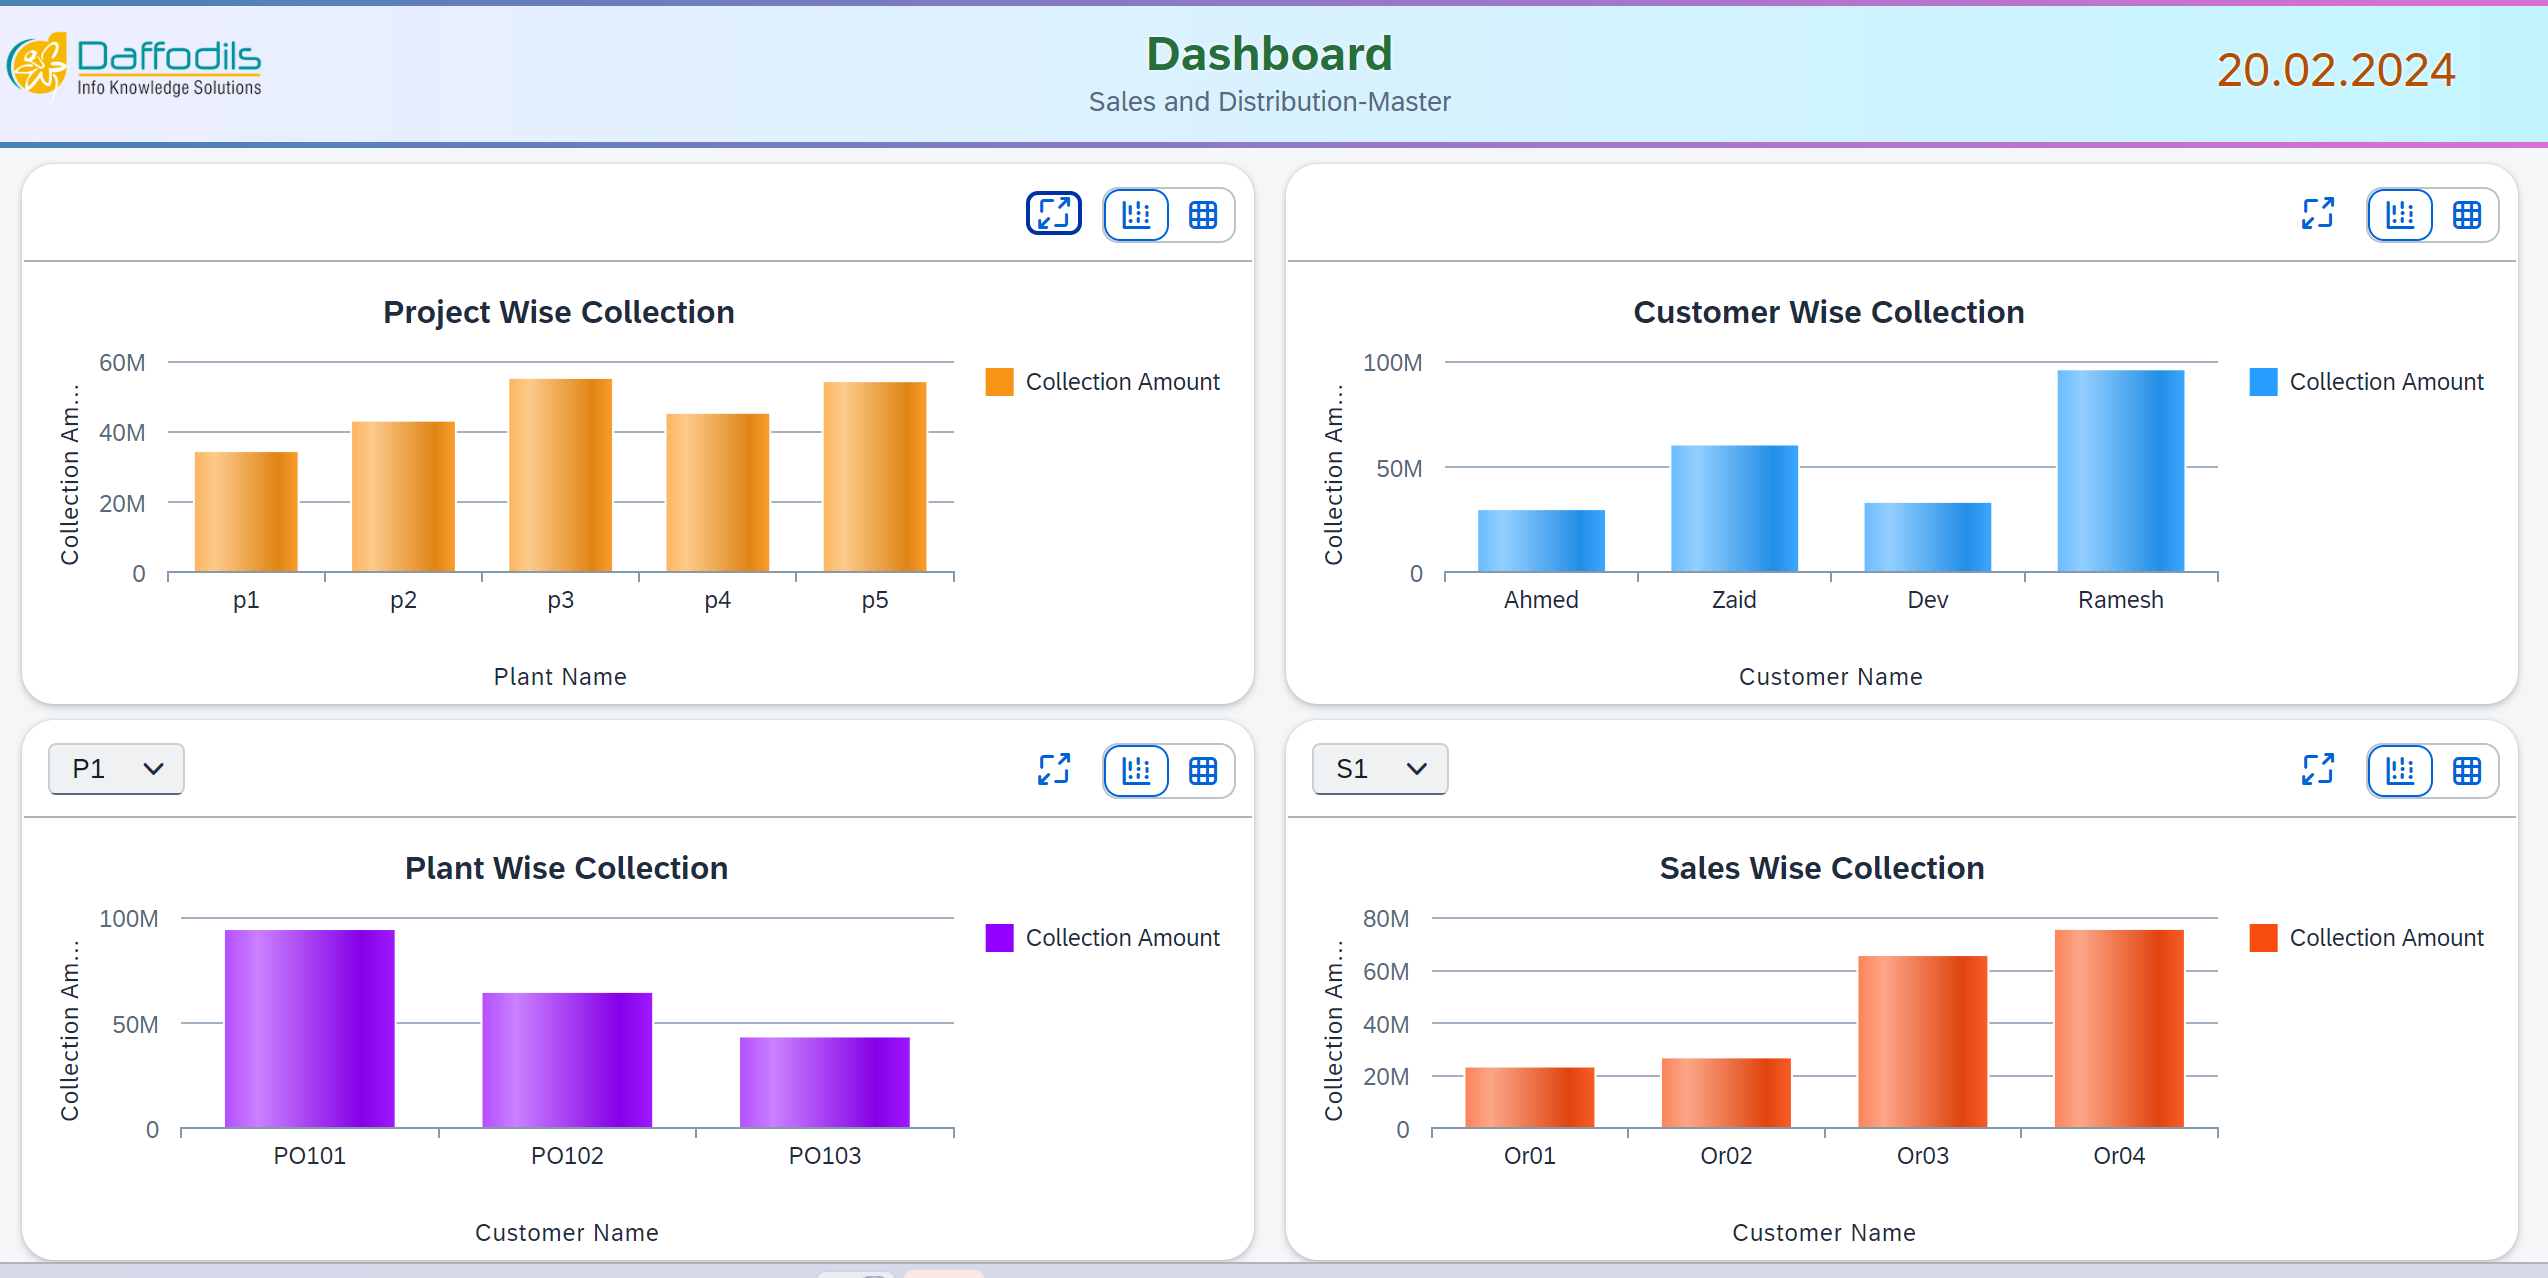 Daffodils
Info Knowledge Solutions
Dashboard
Sales and Distribution-Master
20.02.2024
Project Wise Collection
Collection Am...
60M
40M
20M
0
p1 p2 p3 p4 p5
Plant Name
Collection Amount
Customer Wise Collection
Collection Am...
100M
50M
0
Ahmed Zaid Dev Ramesh
Customer Name
Collection Amount
P1
Plant Wise Collection
Collection Am...
100M
50M
0
PO101 PO102 PO103
Customer Name
Collection Amount
S1
Sales Wise Collection
Collection Am...
80M
60M
40M
20M
0
Or01 Or02 Or03 Or04
Customer Name
Collection Amount